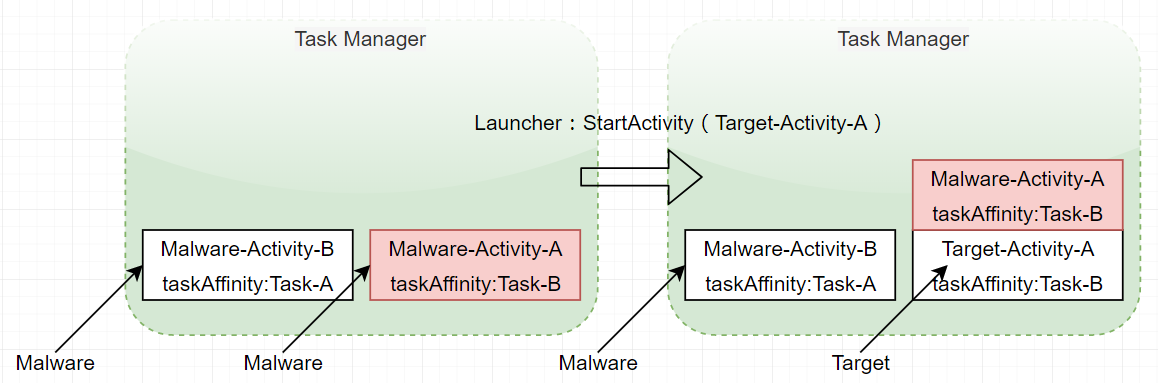 Task Manager
Task Manager
Launcher：StartActivity（Target-Activity-A）
Malware-Activity-A
taskAffinity:Task-B
Malware-Activity-B
taskAffinity:Task-A
Malware-Activity-A
taskAffinity:Task-B
Malware-Activity-B
taskAffinity:Task-A
Target-Activity-A
taskAffinity:Task-B
Malware
Malware
Malware
Target